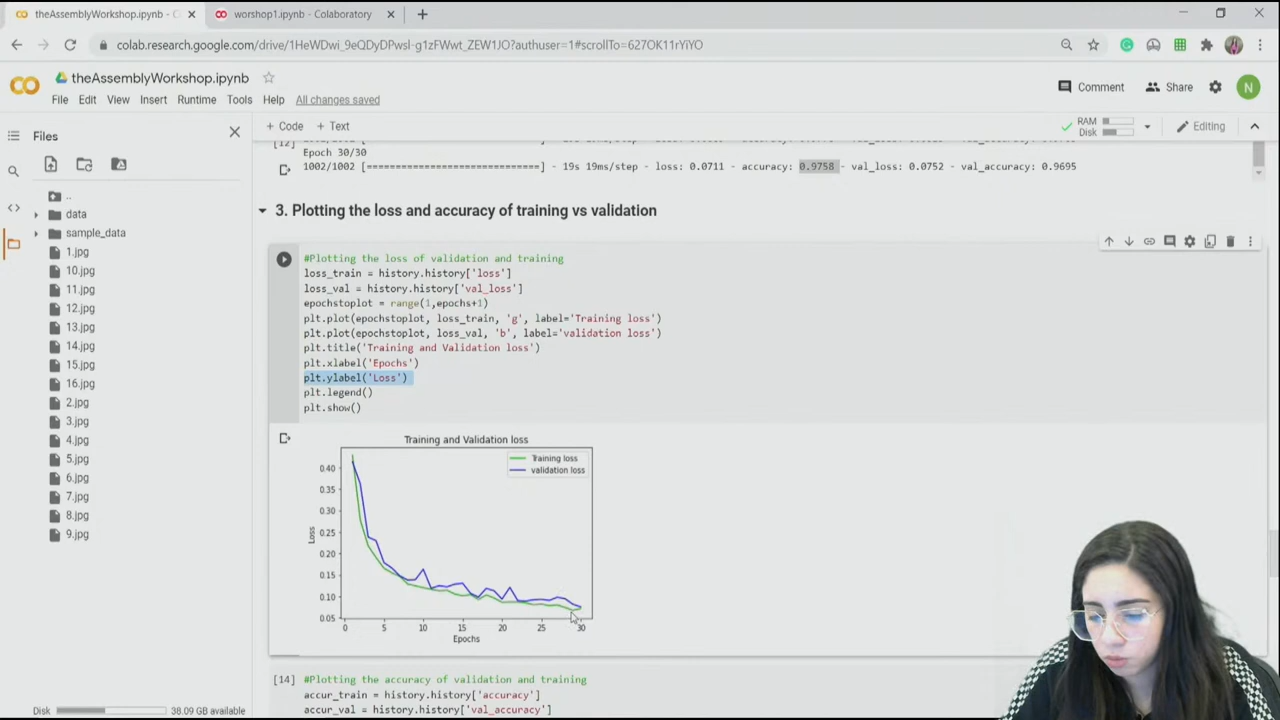 theAssemblyWorkshop.ipynb - C
worshop1.ipynb - Colaboratory
colab.research.google.com/drive/1HeWDwi_9eQDyDPwsl-g1zFWwt_ZEW1JO?authuser=1#scrollTo=627OK11rYiYO
theAssemblyWorkshop.ipynb
Comment
Share
N
File Edit View Insert Runtime Tools Help All changes saved
Files
+ Code + Text
RAM
Disk
Editing
[12]
Epoch 30/30
1002/1002 [==============================] - 19s 19ms/step - loss: 0.0711 - accuracy: 0.9758 - val_loss: 0.0752 - val_accuracy: 0.9695
3. Plotting the loss and accuracy of training vs validation
..
data
sample_data
1.jpg
10.jpg
11.jpg
12.jpg
13.jpg
14.jpg
15.jpg
16.jpg
2.jpg
3.jpg
4.jpg
5.jpg
6.jpg
7.jpg
8.jpg
9.jpg
#Plotting the loss of validation and training
loss_train = history.history['loss']
loss_val = history.history['val_loss']
epochstoplot = range(1,epochs+1)
plt.plot(epochstoplot, loss_train, 'g', label='Training loss')
plt.plot(epochstoplot, loss_val, 'b', label='validation loss')
plt.title('Training and Validation loss')
plt.xlabel('Epochs')
plt.ylabel('Loss')
plt.legend()
plt.show()
Training and Validation loss
Training loss
validation loss
0.40
0.35
0.30
0.25
0.20
0.15
0.10
0.05
Loss
0 5 10 15 20 25 30
Epochs
[14]
#Plotting the accuracy of validation and training
accur_train = history.history['accuracy']
accur_val = history.history['val_accuracy']
Disk
38.09 GB available